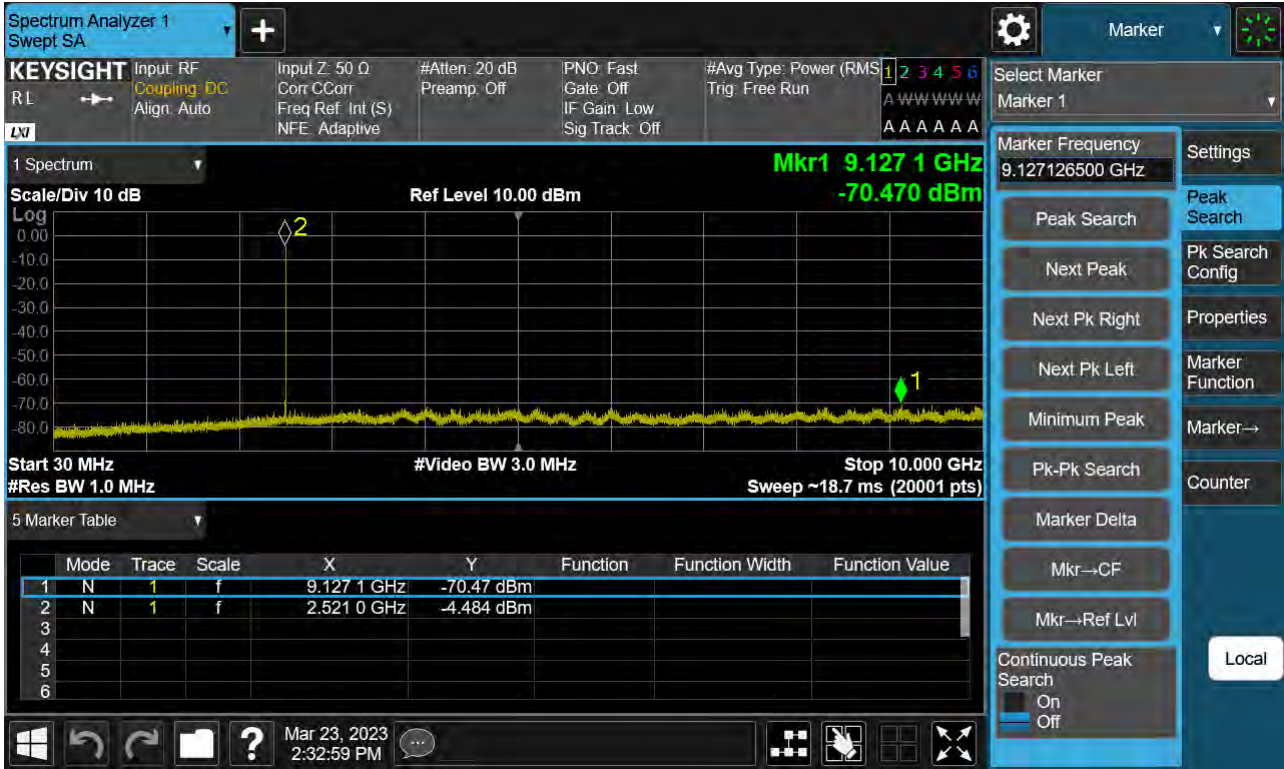 Spectrum Analyzer 1
Swept SA
+
Marker
KEYSIGHT
RL
LXI
Input: RF
Coupling: DC
Align: Auto
Input Z: 50 Ω
Corr CCorr
Freq Ref: Int (S)
NFE: Adaptive
#Atten: 20 dB
Preamp: Off
PNO: Fast
Gate: Off
IF Gain: Low
Sig Track: Off
#Avg Type: Power (RMS
Trig: Free Run
1 2 3 4 5 6
A W W W W W
A A A A A A
Select Marker
Marker 1
1 Spectrum
Scale/Div 10 dB
Ref Level 10.00 dBm
Mkr1 9.127 1 GHz
-70.470 dBm
Log
0.00
-10.0
-20.0
-30.0
-40.0
-50.0
-60.0
-70.0
-80.0
2
1
Start 30 MHz
#Video BW 3.0 MHz
Stop 10.000 GHz
#Res BW 1.0 MHz
Sweep ~18.7 ms (20001 pts)
5 Marker Table
Mode Trace Scale X Y Function Function Width Function Value
1 N 1 f 9.127 1 GHz -70.47 dBm
2 N 1 f 2.521 0 GHz -4.484 dBm
3
4
5
6
Marker Frequency
9.127126500 GHz
Peak Search
Next Peak
Next Pk Right
Next Pk Left
Minimum Peak
Pk-Pk Search
Marker Delta
Mkr→CF
Mkr→Ref Lvl
Continuous Peak
Search
On
Off
Settings
Peak
Search
Pk Search
Config
Properties
Marker
Function
Marker→
Counter
Local
?
Mar 23, 2023
2:32:59 PM